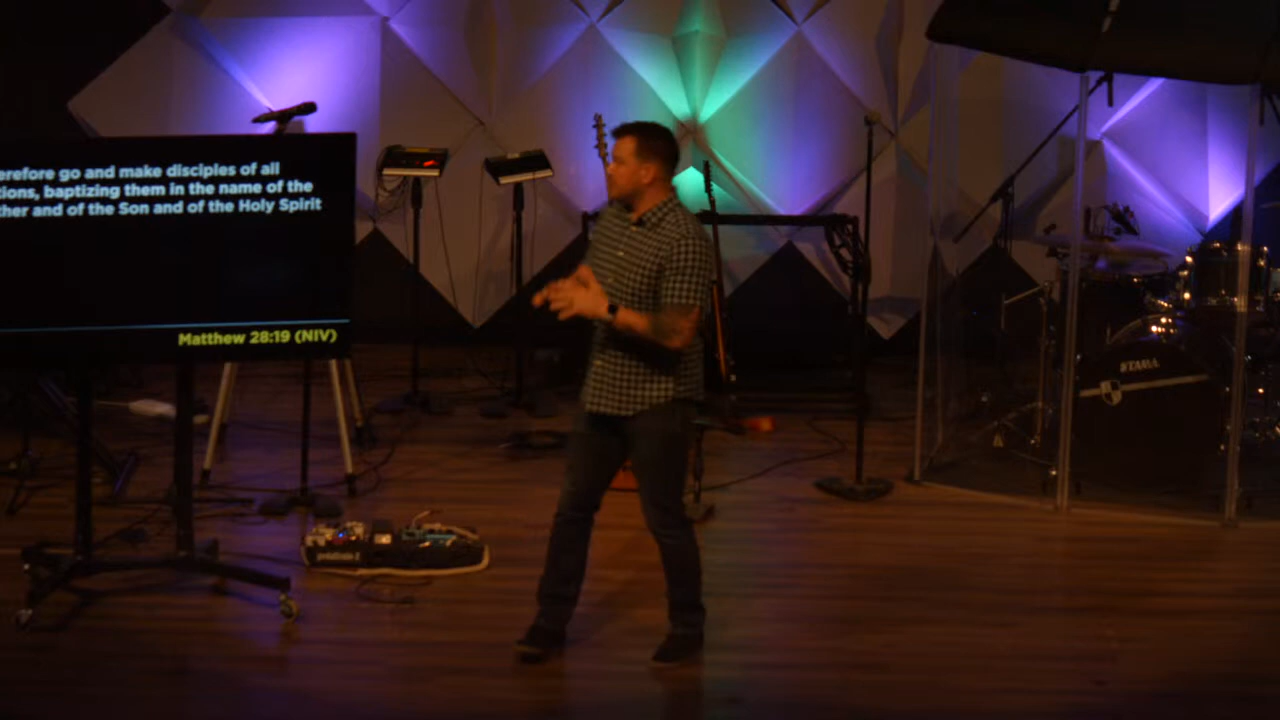 erefore go and make disciples of all
ions, baptizing them in the name of the
ther and of the Son and of the Holy Spirit
Matthew 28:19 (NIV)
TAMA